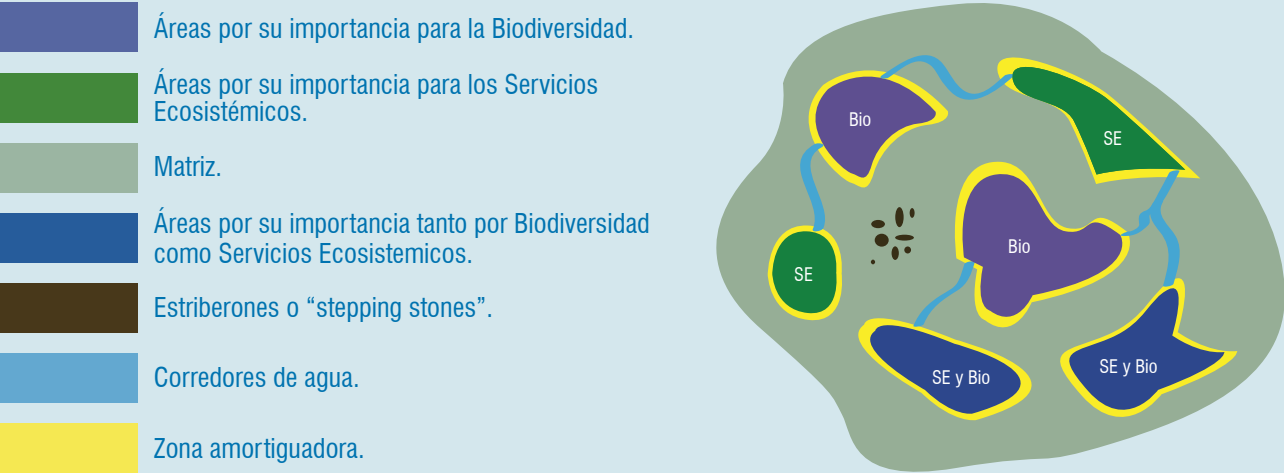 Áreas por su importancia para la Biodiversidad.
Áreas por su importancia para los Servicios
Ecosistémicos.
Matriz.
Áreas por su importancia tanto por Biodiversidad
como Servicios Ecosistemicos.
Estriberones o “stepping stones”.
Corredores de agua.
Zona amortiguadora.
Bio
SE
Bio
SE
SE y Bio
SE y Bio